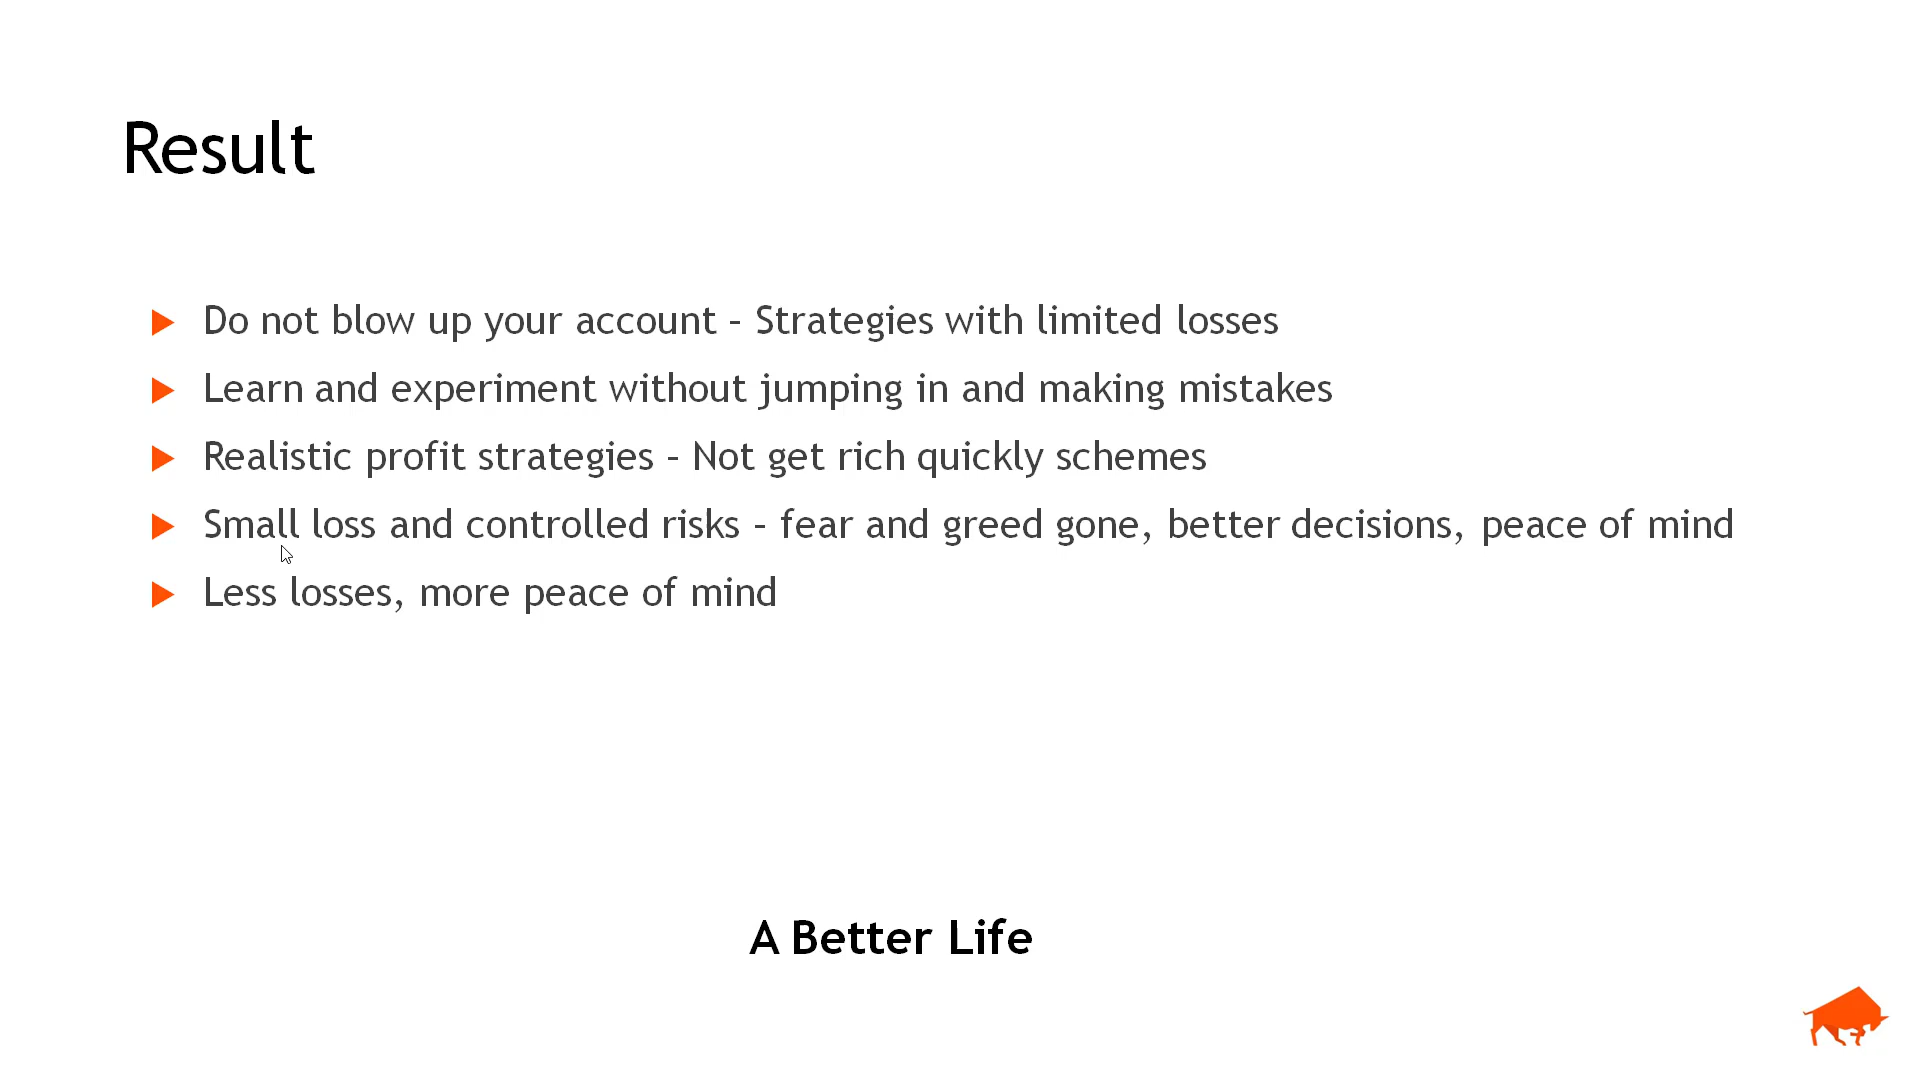 Result
Do not blow up your account – Strategies with limited losses
Learn and experiment without jumping in and making mistakes
Realistic profit strategies – Not get rich quickly schemes
Small loss and controlled risks – fear and greed gone, better decisions, peace of mind
Less losses, more peace of mind
A Better Life